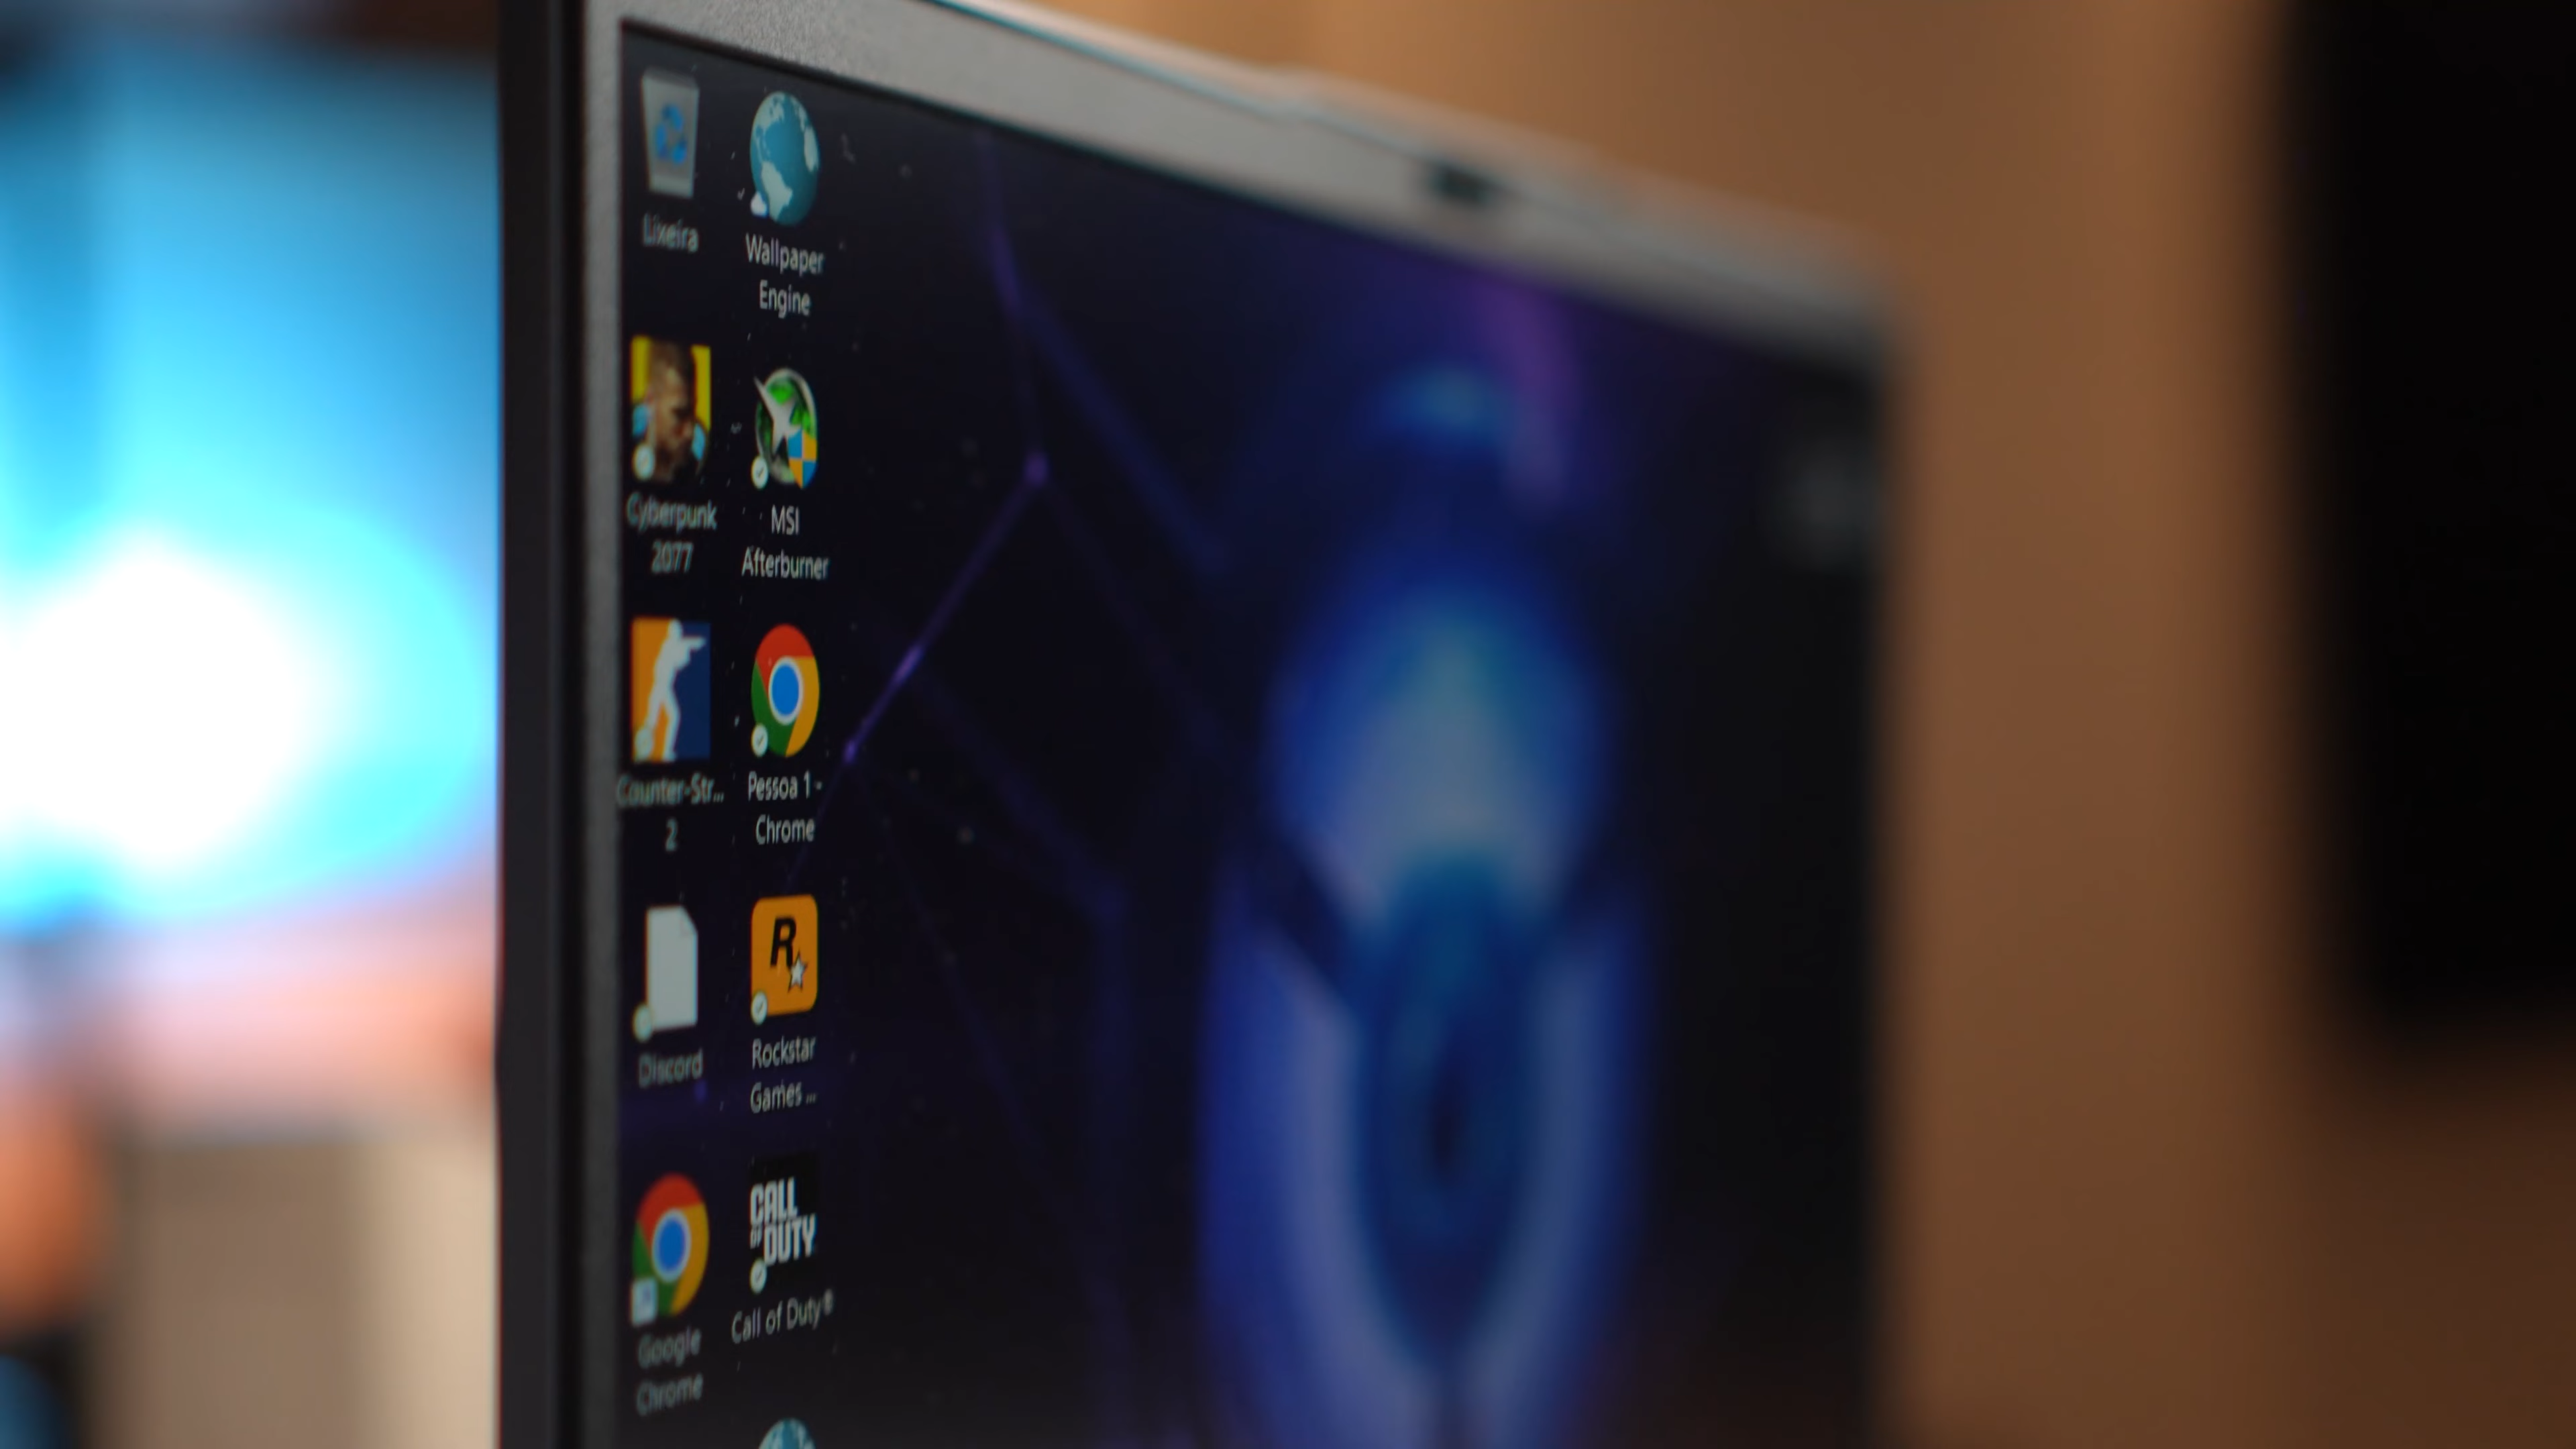 Lixeira
Wallpaper
Engine
Cyberpunk
2077
MSI
Afterburner
Counter-Str...
2
Pessoa 1 -
Chrome
Discord
R
Rockstar
Games ...
Google
Chrome
CALL
OF DUTY
Call of Duty®